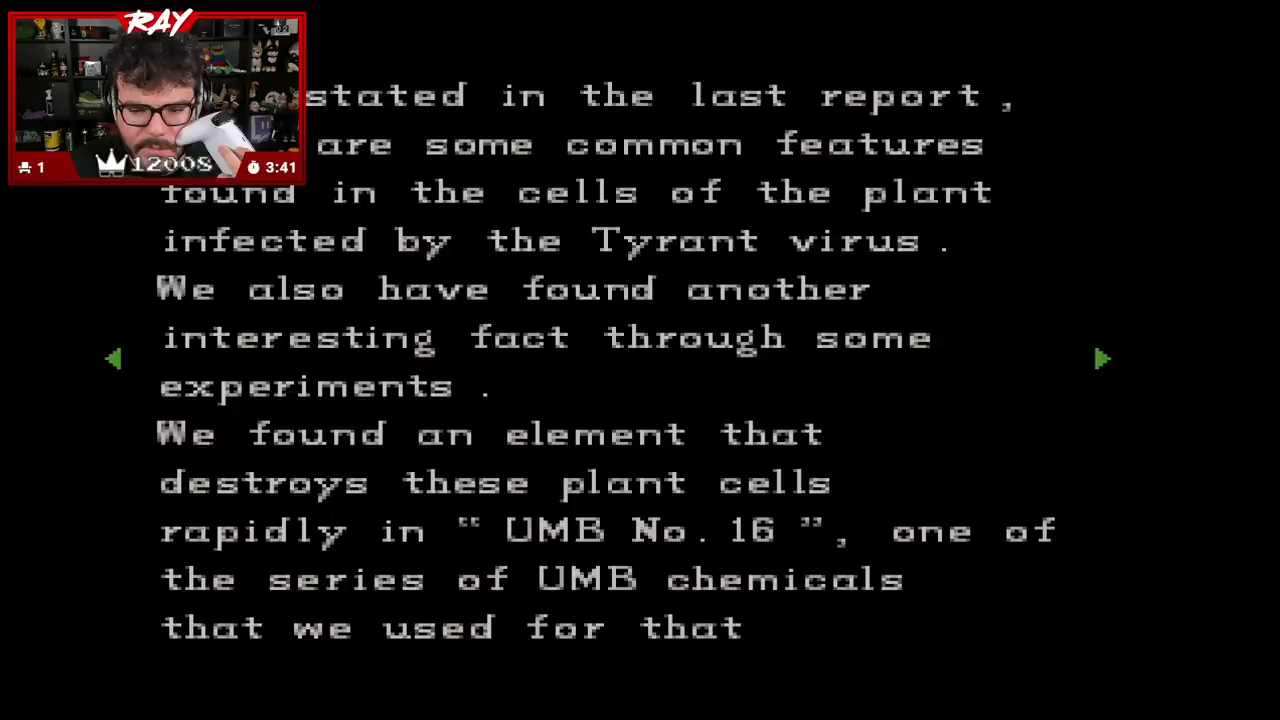 RAY
1
12008
3:41
stated in the last report,
are some common features
found in the cells of the plant
infected by the Tyrant virus.
We also have found another
interesting fact through some
experiments.
We found an element that
destroys these plant cells
rapidly in “ UMB No. 16 ”, one of
the series of UMB chemicals
that we used for that